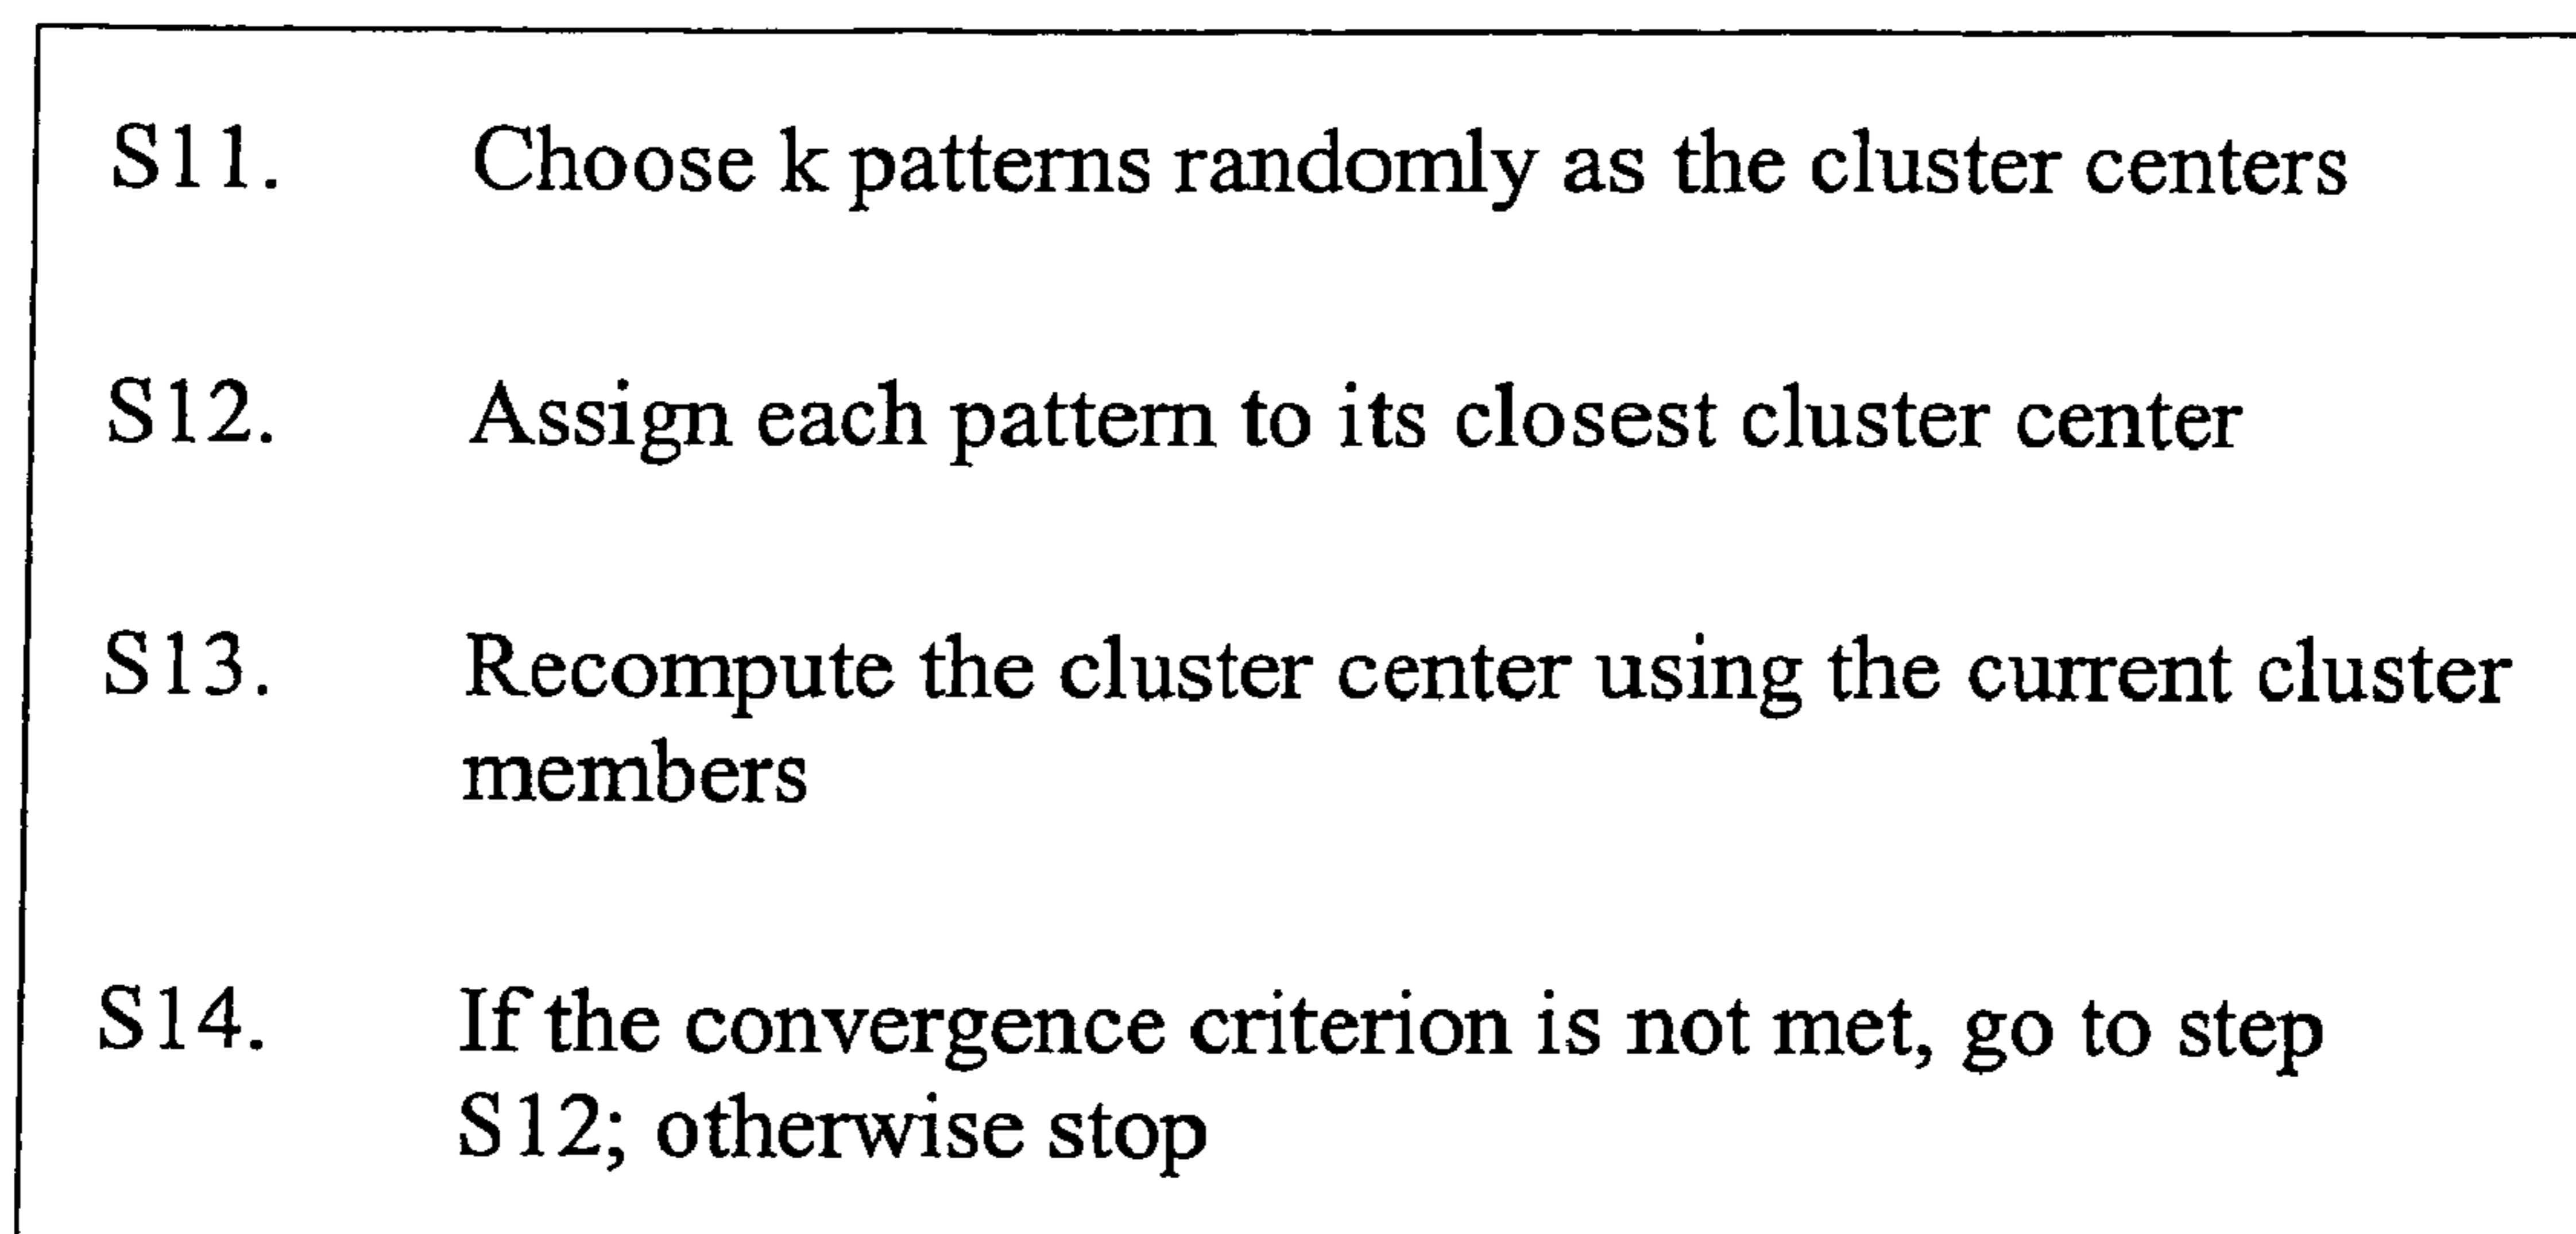 S11. Choose k patterns randomly as the cluster centers
S12. Assign each pattern to its closest cluster center
S13. Recompute the cluster center using the current cluster
members
S14. If the convergence criterion is not met, go to step
S12; otherwise stop